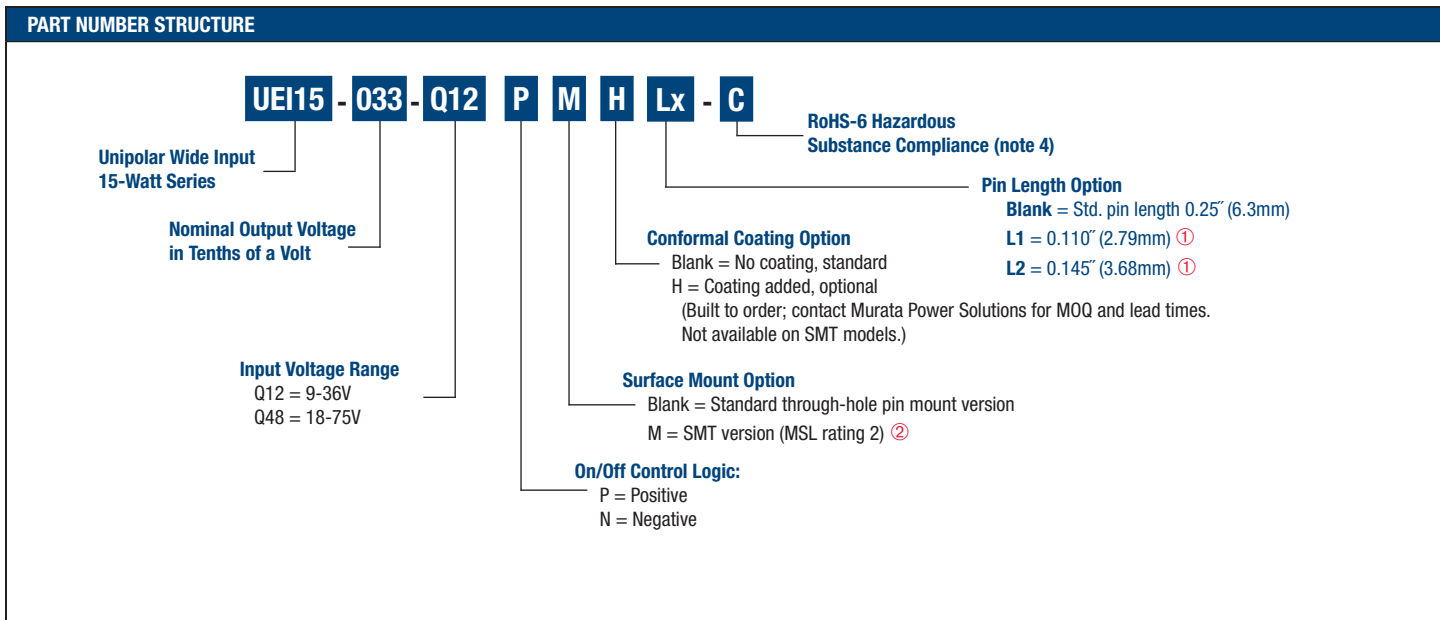 PART NUMBER STRUCTURE
UEI15 - 033 - Q12 P M H Lx - C
RoHS-6 Hazardous
Substance Compliance (note 4)
Unipolar Wide Input
15-Watt Series
Pin Length Option
Blank = Std. pin length 0.25˝ (6.3mm)
L1 = 0.110˝ (2.79mm) ①
L2 = 0.145˝ (3.68mm) ①
Nominal Output Voltage
in Tenths of a Volt
Conformal Coating Option
Blank = No coating, standard
H = Coating added, optional
(Built to order; contact Murata Power Solutions for MOQ and lead times.
Not available on SMT models.)
Input Voltage Range
Q12 = 9-36V
Q48 = 18-75V
Surface Mount Option
Blank = Standard through-hole pin mount version
M = SMT version (MSL rating 2) ②
On/Off Control Logic:
P = Positive
N = Negative